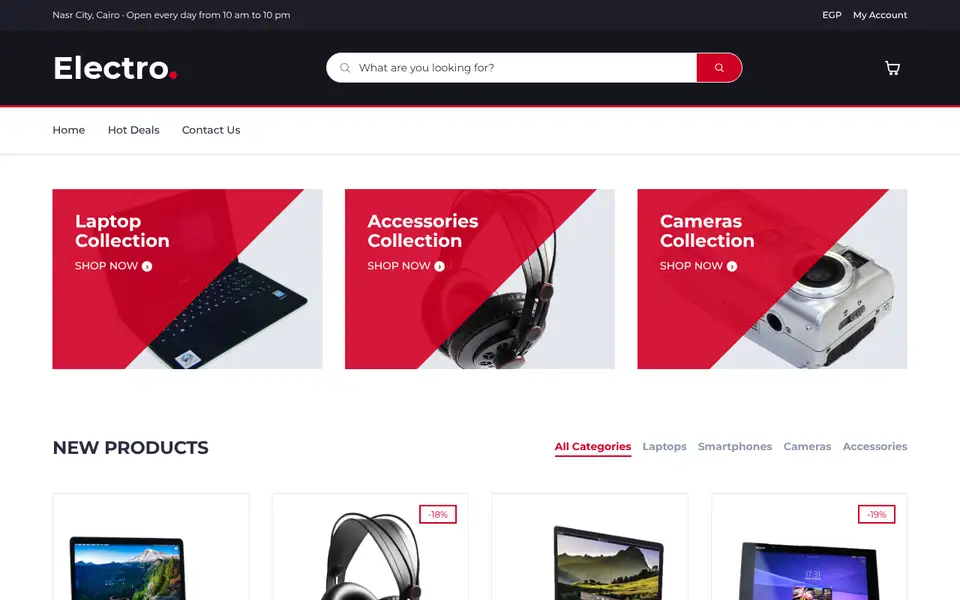 Nasr City, Cairo · Open every day from 10 am to 10 pm
EGP
My Account
Electro.
What are you looking for?
Home
Hot Deals
Contact Us
Laptop
Collection
SHOP NOW
Accessories
Collection
SHOP NOW
Cameras
Collection
SHOP NOW
NEW PRODUCTS
All Categories
Laptops
Smartphones
Cameras
Accessories
-18%
-19%
17:31